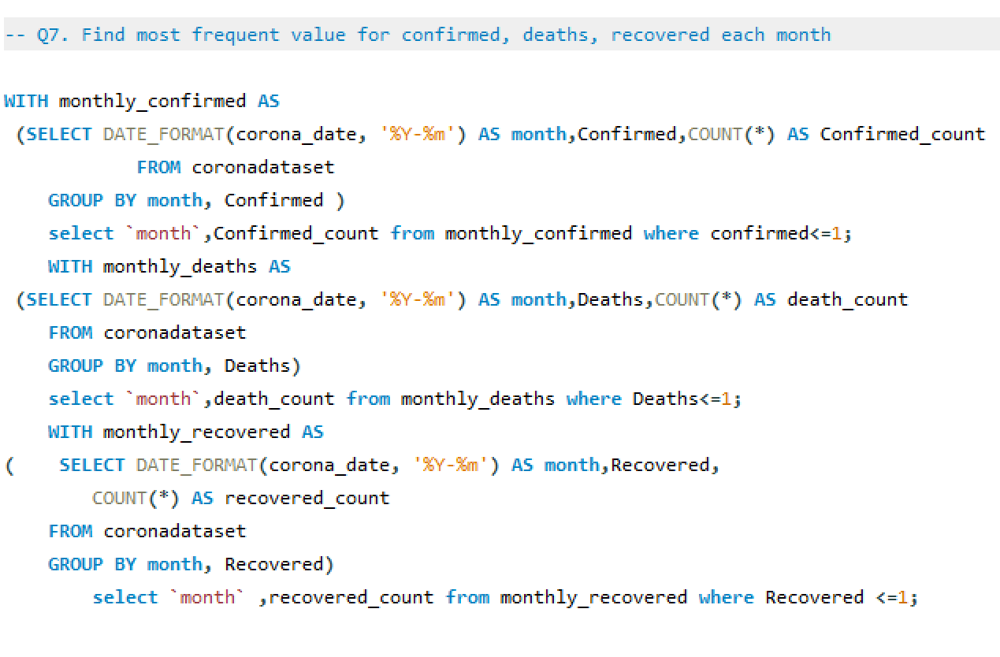 -- Q7. Find most frequent value for confirmed, deaths, recovered each month
WITH monthly_confirmed AS
(SELECT DATE_FORMAT(corona_date, '%Y-%m') AS month,Confirmed,COUNT(*) AS Confirmed_count
FROM coronadataset
GROUP BY month, Confirmed )
select `month`,Confirmed_count from monthly_confirmed where confirmed<=1;
WITH monthly_deaths AS
(SELECT DATE_FORMAT(corona_date, '%Y-%m') AS month,Deaths,COUNT(*) AS death_count
FROM coronadataset
GROUP BY month, Deaths)
select `month`,death_count from monthly_deaths where Deaths<=1;
WITH monthly_recovered AS
(    SELECT DATE_FORMAT(corona_date, '%Y-%m') AS month,Recovered,
COUNT(*) AS recovered_count
FROM coronadataset
GROUP BY month, Recovered)
select `month` ,recovered_count from monthly_recovered where Recovered <=1;